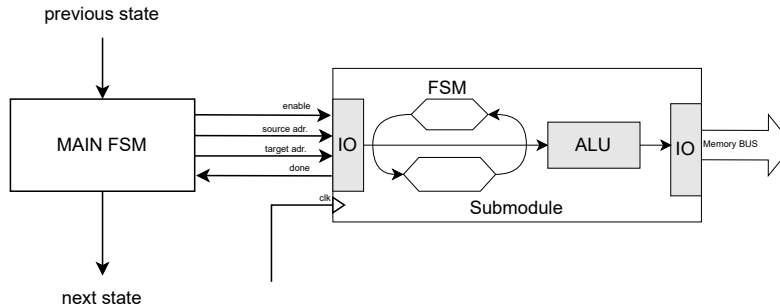 previous state
FSM
enable
MAIN FSM
source adr.
IO
ALU
IO
Memory BUS
target adr.
done
clk
Submodule
next state